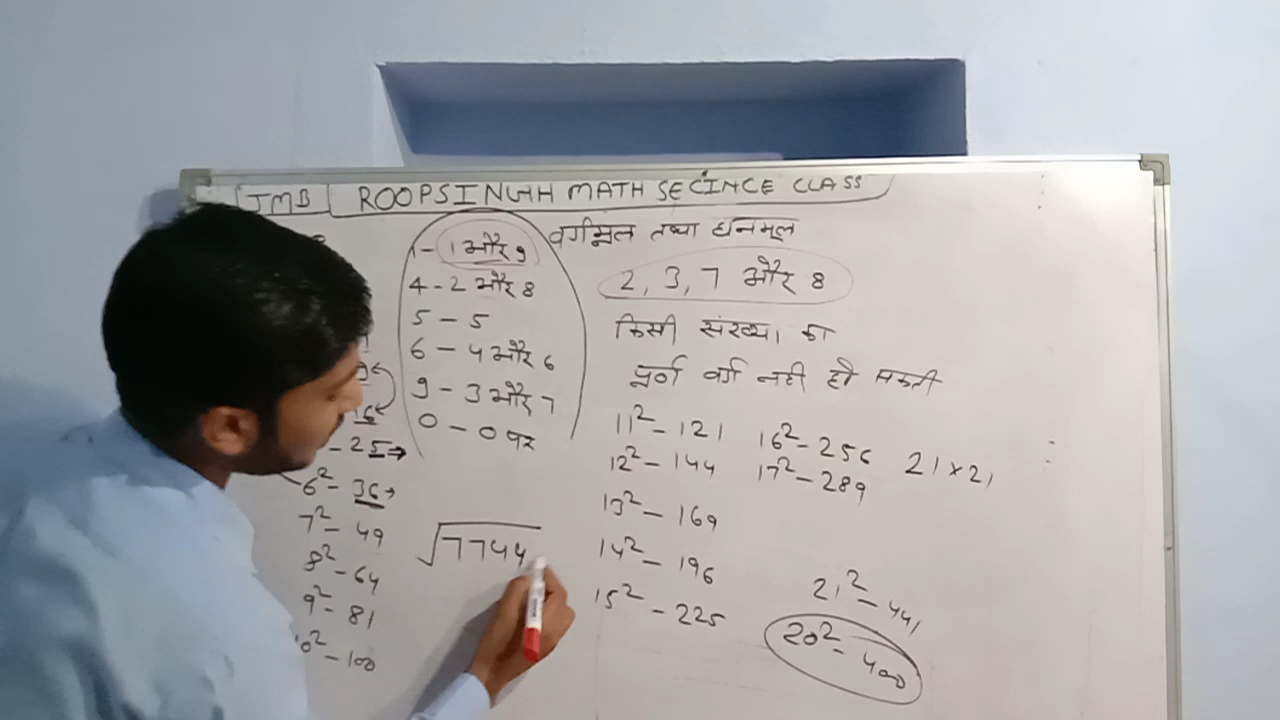 JMB ROOPSINGH MATH SECINCE CLASS
वर्गमूल तथा घनमूल
1 - 1 और 9
4 - 2 और 8
5 - 5
6 - 4 और 6
9 - 3 और 7
0 - 0 पर
2, 3, 7 और 8
किसी संख्या का
पूर्ण वर्ग नही हो सकती
- 25 →
6² - 36 →
7² - 49
8² - 64
9² - 81
10² - 100
√7744
11² - 121
12² - 144
13² - 169
14² - 196
15² - 225
16² - 256
17² - 289
21 × 21
21² - 441
20² - 400